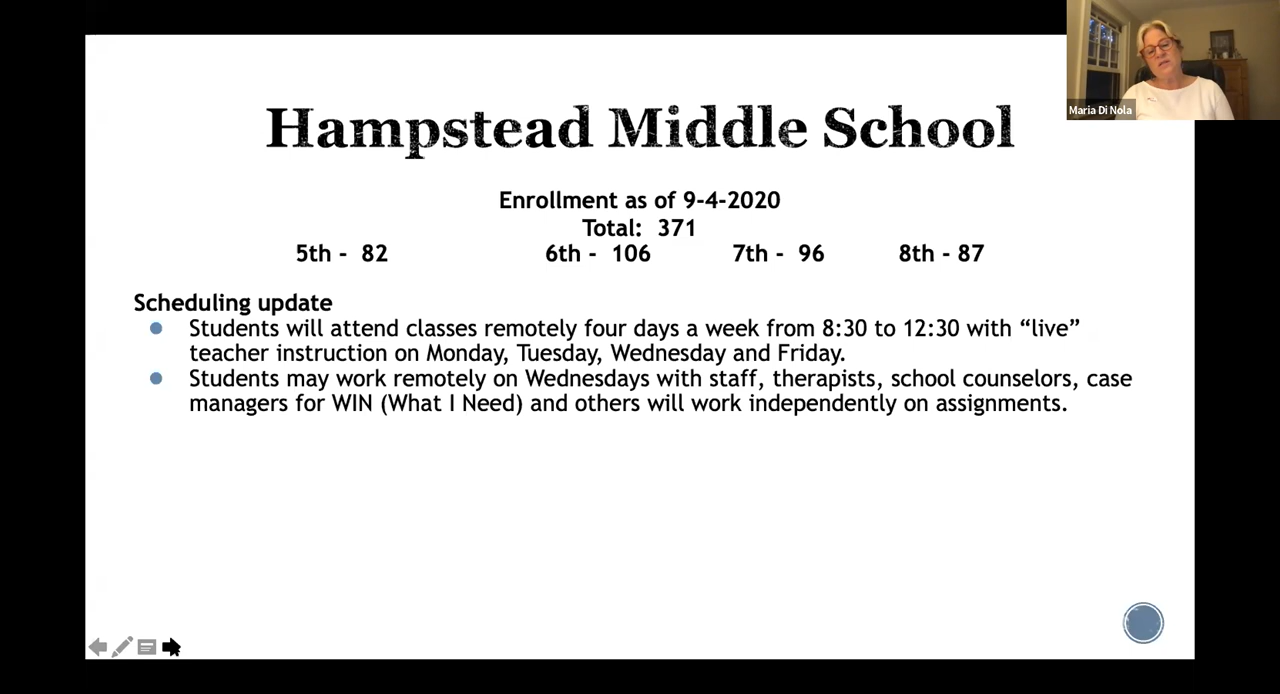 Maria Di Nola
Hampstead Middle School
Enrollment as of 9-4-2020
Total: 371
5th - 82 6th - 106 7th - 96 8th - 87
Scheduling update
Students will attend classes remotely four days a week from 8:30 to 12:30 with “live”
teacher instruction on Monday, Tuesday, Wednesday and Friday.
Students may work remotely on Wednesdays with staff, therapists, school counselors, case
managers for WIN (What I Need) and others will work independently on assignments.